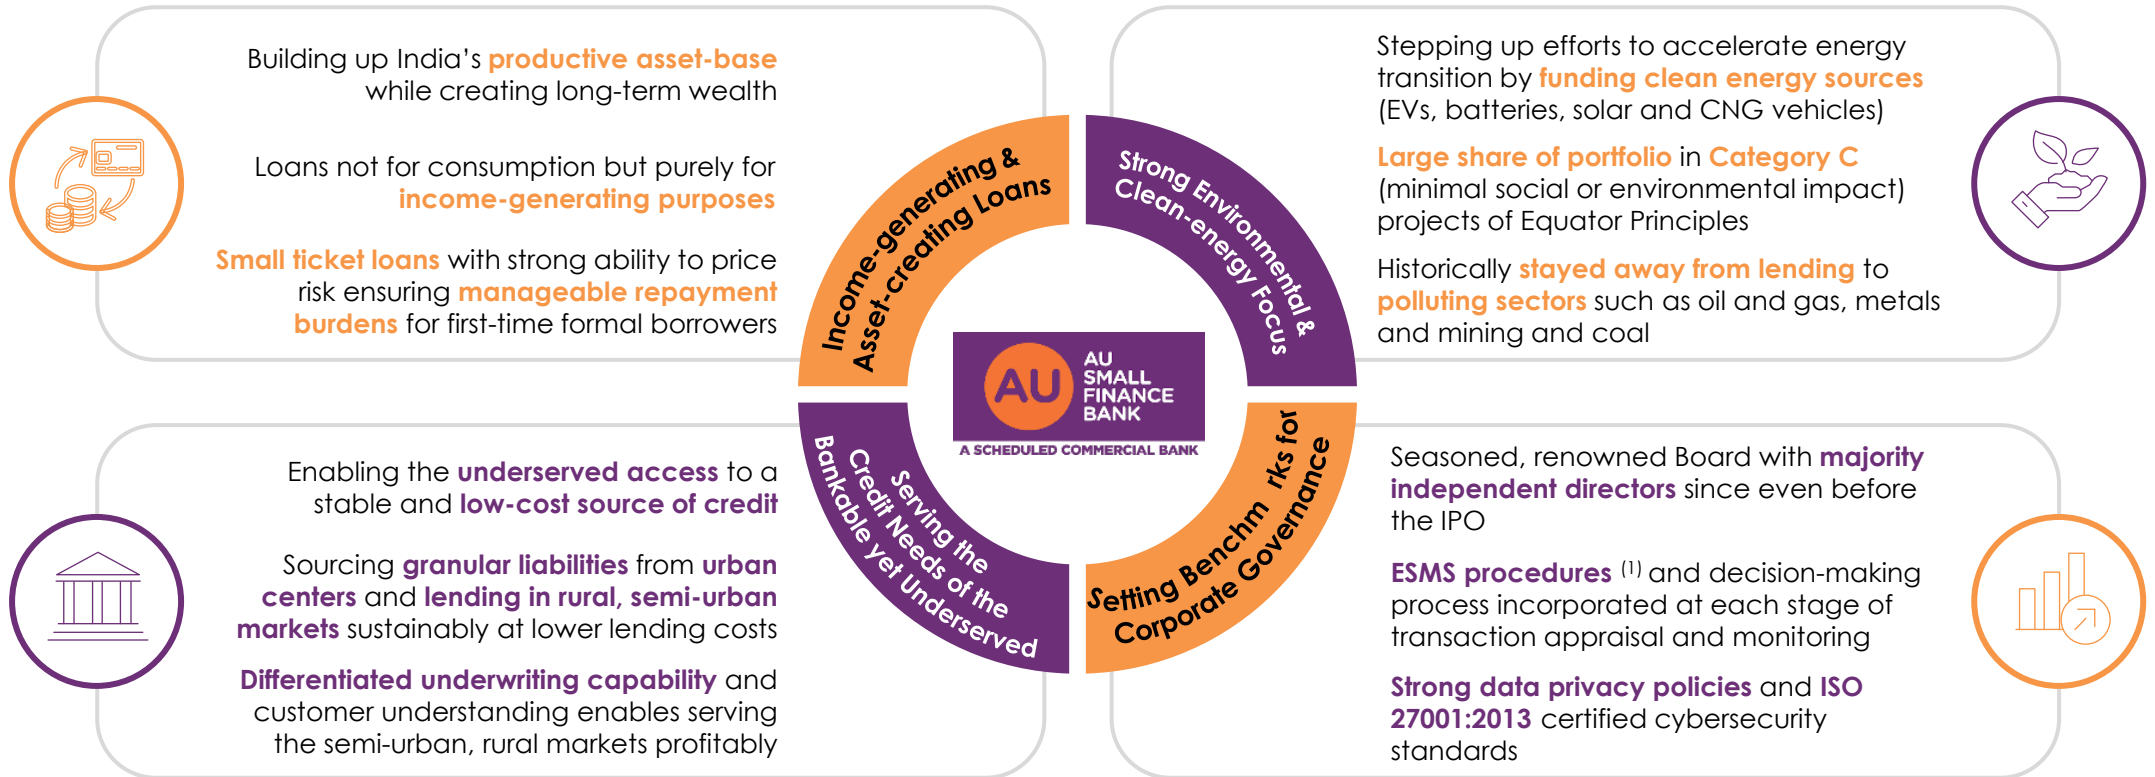 Building up India’s productive asset-base
while creating long-term wealth
Loans not for consumption but purely for
income-generating purposes
Small ticket loans with strong ability to price
risk ensuring manageable repayment
burdens for first-time formal borrowers
Stepping up efforts to accelerate energy
transition by funding clean energy sources
(EVs, batteries, solar and CNG vehicles)
Large share of portfolio in Category C
(minimal social or environmental impact)
projects of Equator Principles
Historically stayed away from lending to
polluting sectors such as oil and gas, metals
and mining and coal
Income-generating &
Asset-creating Loans
Strong Environmental &
Clean-energy Focus
AU
AU
SMALL
FINANCE
BANK
A SCHEDULED COMMERCIAL BANK
Serving the
Credit Needs of the
Bankable yet Underserved
Setting Benchm rks for
Corporate Governance
Enabling the underserved access to a
stable and low-cost source of credit
Sourcing granular liabilities from urban
centers and lending in rural, semi-urban
markets sustainably at lower lending costs
Differentiated underwriting capability and
customer understanding enables serving
the semi-urban, rural markets profitably
Seasoned, renowned Board with majority
independent directors since even before
the IPO
ESMS procedures (1) and decision-making
process incorporated at each stage of
transaction appraisal and monitoring
Strong data privacy policies and ISO
27001:2013 certified cybersecurity
standards